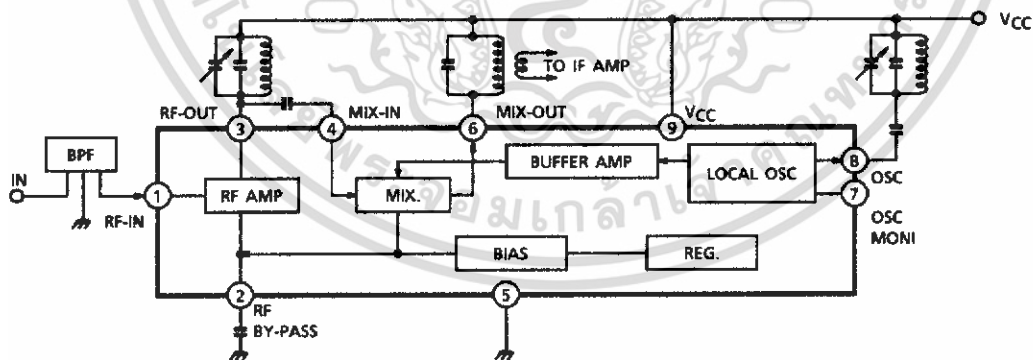 VCC
TO IF AMP
RF-OUT
3
4
MIX-IN
6
MIX-OUT
9
VCC
BPF
IN
1
RF-IN
RF AMP
MIX.
BUFFER AMP
LOCAL OSC
8
OSC
7
OSC
MONI
BIAS
REG.
2
RF
BY-PASS
5